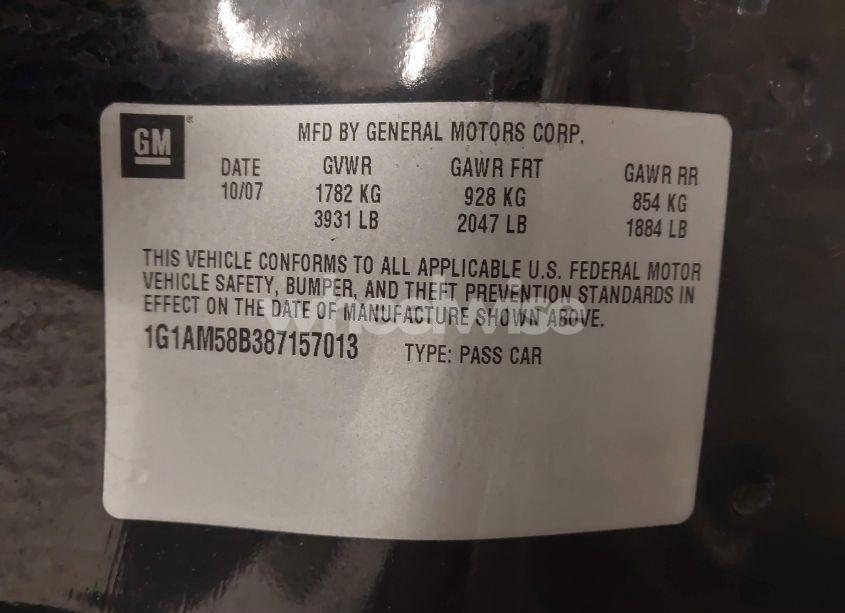 GM
MFD BY GENERAL MOTORS CORP.
DATE GVWR GAWR FRT GAWR RR
10/07 1782 KG 928 KG 854 KG
3931 LB 2047 LB 1884 LB
THIS VEHICLE CONFORMS TO ALL APPLICABLE U.S. FEDERAL MOTOR
VEHICLE SAFETY, BUMPER, AND THEFT PREVENTION STANDARDS IN
EFFECT ON THE DATE OF MANUFACTURE SHOWN ABOVE.
1G1AM58B387157013 TYPE: PASS CAR